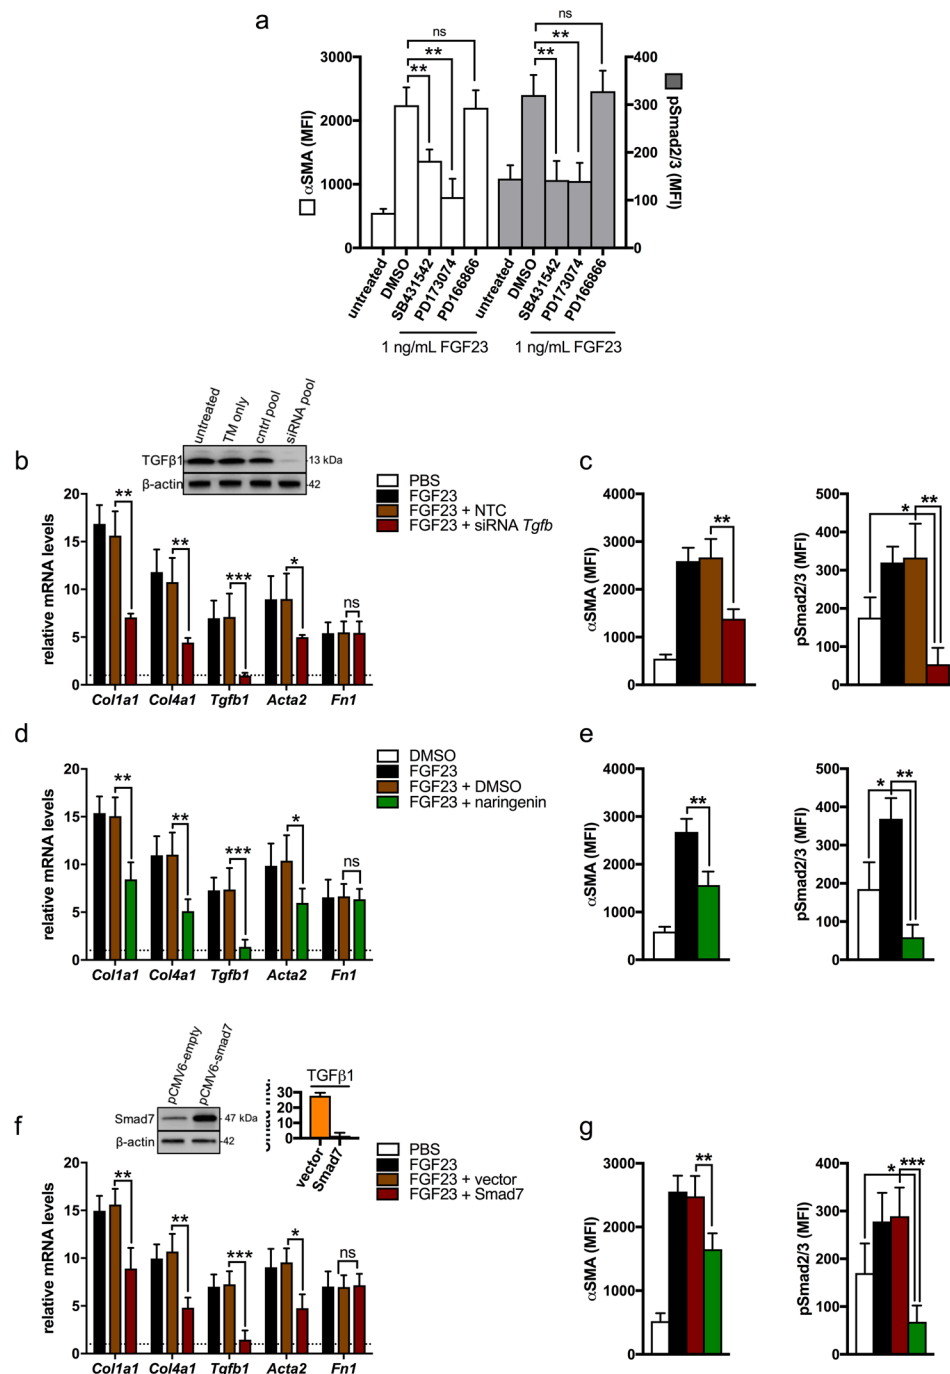 a
ns
**
**
ns
**
**
3000
2000
1000
0
αSMA (MFI)
400
300
200
100
0
pSmad2/3 (MFI)
untreated
DMSO
SB431542
PD173074
PD166866
untreated
DMSO
SB431542
PD173074
PD166866
1 ng/mL FGF23
1 ng/mL FGF23
b
untreated
TM only
cntrl pool
siRNA pool
TGFβ1
13 kDa
β-actin
42
PBS
FGF23
FGF23 + NTC
FGF23 + siRNA Tgfb
relative mRNA levels
20
15
10
5
0
**
**
***
*
ns
Col1a1
Col4a1
Tgfb1
Acta2
Fn1
c
αSMA (MFI)
4000
3000
2000
1000
0
**
pSmad2/3 (MFI)
500
400
300
200
100
0
*
**
d
DMSO
FGF23
FGF23 + DMSO
FGF23 + naringenin
relative mRNA levels
20
15
10
5
0
**
**
***
*
ns
Col1a1
Col4a1
Tgfb1
Acta2
Fn1
e
αSMA (MFI)
4000
3000
2000
1000
0
**
pSmad2/3 (MFI)
500
400
300
200
100
0
*
**
f
pCMV6-empty
pCMV6-smad7
Smad7
47 kDa
β-actin
42
TGFβ1
30
20
10
0
vector
Smad7
PBS
FGF23
FGF23 + vector
FGF23 + Smad7
relative mRNA levels
20
15
10
5
0
**
**
***
*
ns
Col1a1
Col4a1
Tgfb1
Acta2
Fn1
g
αSMA (MFI)
3000
2000
1000
0
**
pSmad2/3 (MFI)
400
300
200
100
0
*
***